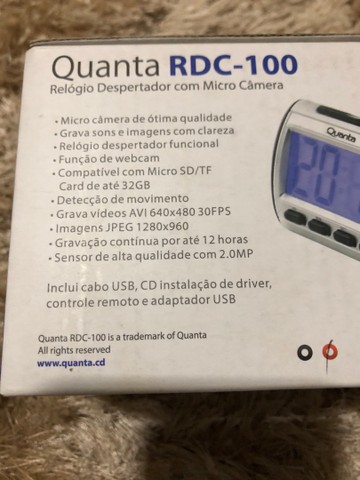 Quanta RDC-100
Relógio Despertador com Micro Câmera
• Micro câmera de ótima qualidade
• Grava sons e imagens com clareza
• Relógio despertador funcional
• Função de webcam
• Compatível com Micro SD/TF
Card de até 32GB
• Detecção de movimento
• Grava vídeos AVI 640x480 30FPS
• Imagens JPEG 1280x960
• Gravação contínua por até 12 horas
• Sensor de alta qualidade com 2.0MP
Inclui cabo USB, CD instalação de driver,
controle remoto e adaptador USB
Quanta RDC-100 is a trademark of Quanta
All rights reserved
www.quanta.cd
Quanta
20